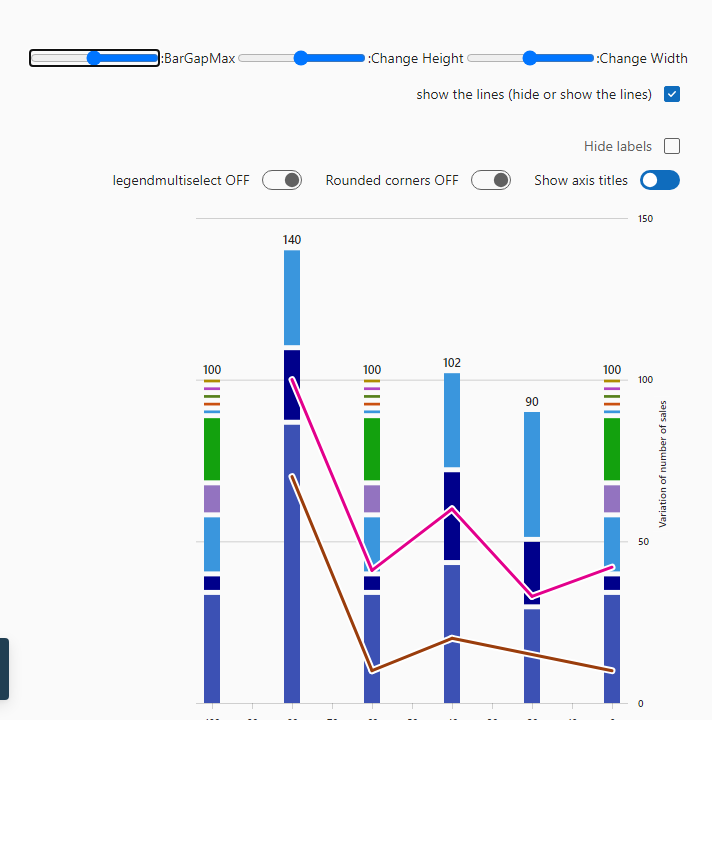 :BarGapMax :Change Height :Change Width
show the lines (hide or show the lines)
Hide labels
legendmultiselect OFF Rounded corners OFF Show axis titles
150
140
100 100 102 100
100
90
Variation of number of sales
50
0